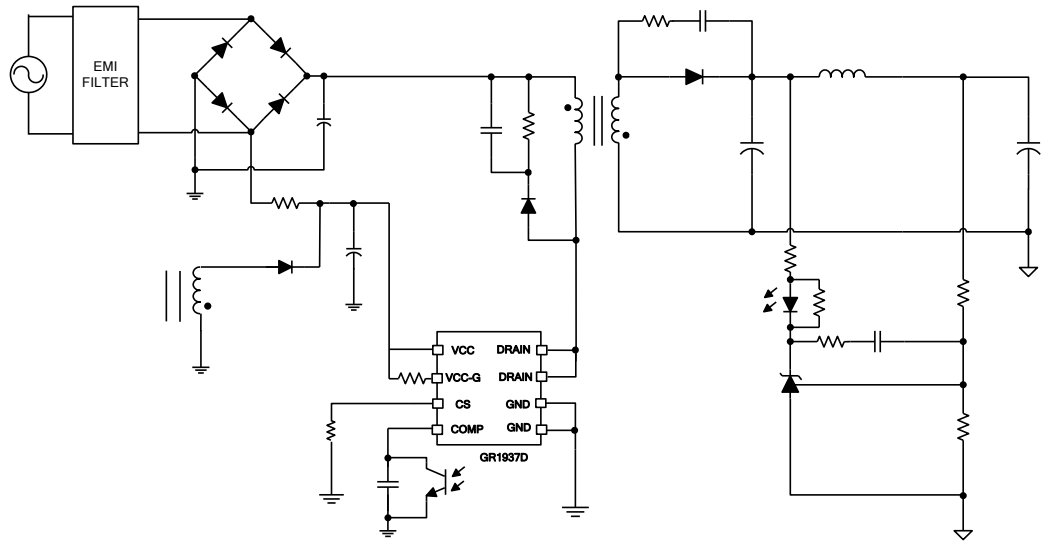 EMI
FILTER
VCC
DRAIN
VCC-G
DRAIN
CS
GND
COMP
GND
GR1937D